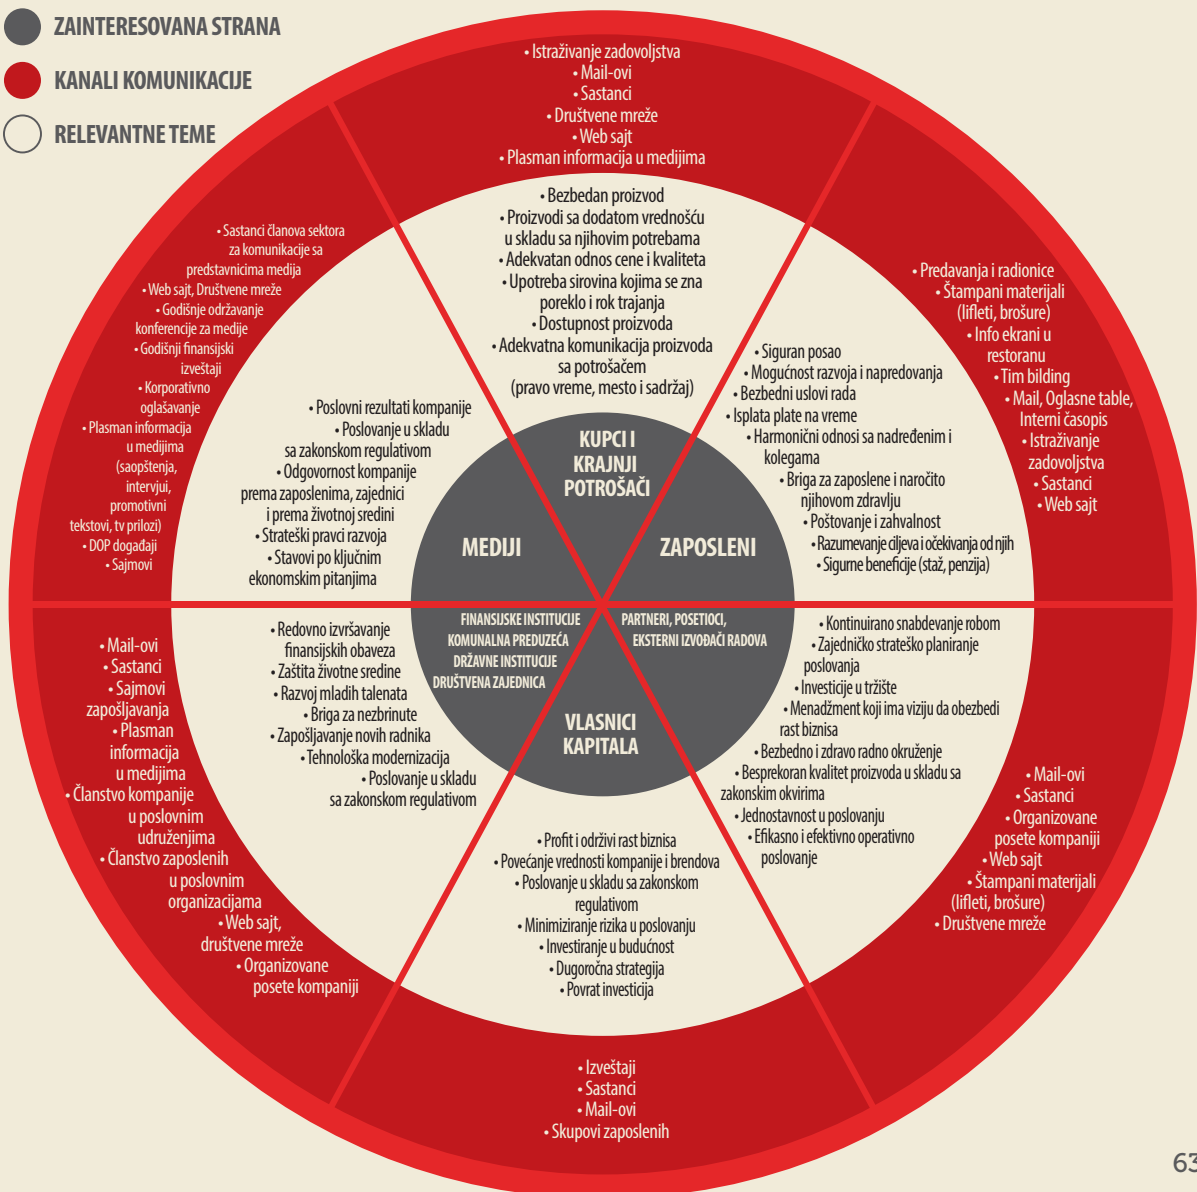 ZAINTERESOVANA STRANA
KANALI KOMUNIKACIJE
RELEVANTNE TEME
• Istraživanje zadovoljstva
• Mail-ovi
• Sastanci
• Društvene mreže
• Web sajt
• Plasman informacija u medijima
• Bezbedan proizvod
• Proizvodi sa dodatom vrednošću
u skladu sa njihovim potrebama
• Adekvatan odnos cene i kvaliteta
• Upotreba sirovina kojima se zna
poreklo i rok trajanja
• Dostupnost proizvoda
• Adekvatna komunikacija proizvoda
sa potrošačem
(pravo vreme, mesto i sadržaj)
KUPCI I
KRAJNJI
POTROŠAČI
• Predavanja i radionice
• Štampani materijali
(lifleti, brošure)
• Info ekrani u
restoranu
• Tim bilding
• Mail, Oglasne table,
Interni časopis
• Istraživanje
zadovoljstva
• Sastanci
• Web sajt
• Siguran posao
• Mogućnost razvoja i napredovanja
• Bezbedni uslovi rada
• Isplata plate na vreme
• Harmonični odnosi sa nadređenim i
kolegama
• Briga za zaposlene i naročito
njihovom zdravlju
• Poštovanje i zahvalnost
• Razumevanje ciljeva i očekivanja od njih
• Sigurne beneficije (staž, penzija)
ZAPOSLENI
PARTNERI, POSETIOCI,
EKSTERNI IZVOĐAČI RADOVA
• Kontinuirano snabdevanje robom
• Zajedničko strateško planiranje
poslovanja
• Investicije u tržište
• Menadžment koji ima viziju da obezbedi
rast biznisa
• Bezbedno i zdravo radno okruženje
• Besprekoran kvalitet proizvoda u skladu sa
zakonskim okvirima
• Jednostavnost u poslovanju
• Efikasno i efektivno operativno
poslovanje
• Mail-ovi
• Sastanci
• Organizovane
posete kompaniji
• Web sajt
• Štampani materijali
(lifleti, brošure)
• Društvene mreže
VLASNICI
KAPITALA
• Profit i održivi rast biznisa
• Povećanje vrednosti kompanije i brendova
• Poslovanje u skladu sa zakonskom
regulativom
• Minimiziranje rizika u poslovanju
• Investiranje u budućnost
• Dugoročna strategija
• Povrat investicija
• Izveštaji
• Sastanci
• Mail-ovi
• Skupovi zaposlenih
FINANSIJSKE INSTITUCIJE
KOMUNALNA PREDUZEĆA
DRŽAVNE INSTITUCIJE
DRUŠTVENA ZAJEDNICA
• Redovno izvršavanje
finansijskih obaveza
• Zaštita životne sredine
• Razvoj mladih talenata
• Briga za nezbrinute
• Zapošljavanje novih radnika
• Tehnološka modernizacija
• Poslovanje u skladu
sa zakonskom regulativom
• Mail-ovi
• Sastanci
• Sajmovi
zapošljavanja
• Plasman
informacija
u medijima
• Članstvo kompanije
u poslovnim
udruženjima
• Članstvo zaposlenih
u poslovnim
organizacijama
• Web sajt,
društvene mreže
• Organizovane
posete kompaniji
MEDIJI
• Poslovni rezultati kompanije
• Poslovanje u skladu
sa zakonskom regulativom
• Odgovornost kompanije
prema zaposlenima, zajednici
i prema životnoj sredini
• Strateški pravci razvoja
• Stavovi po ključnim
ekonomskim pitanjima
• Sastanci članova sektora
za komunikacije sa
predstavnicima medija
• Web sajt, Društvene mreže
• Godišnje održavanje
konferencije za medije
• Godišnji finansijski
izveštaji
• Korporativno
oglašavanje
• Plasman informacija
u medijima
(saopštenja,
intervjui,
promotivni
tekstovi, tv prilozi)
• DOP događaji
• Sajmovi
63